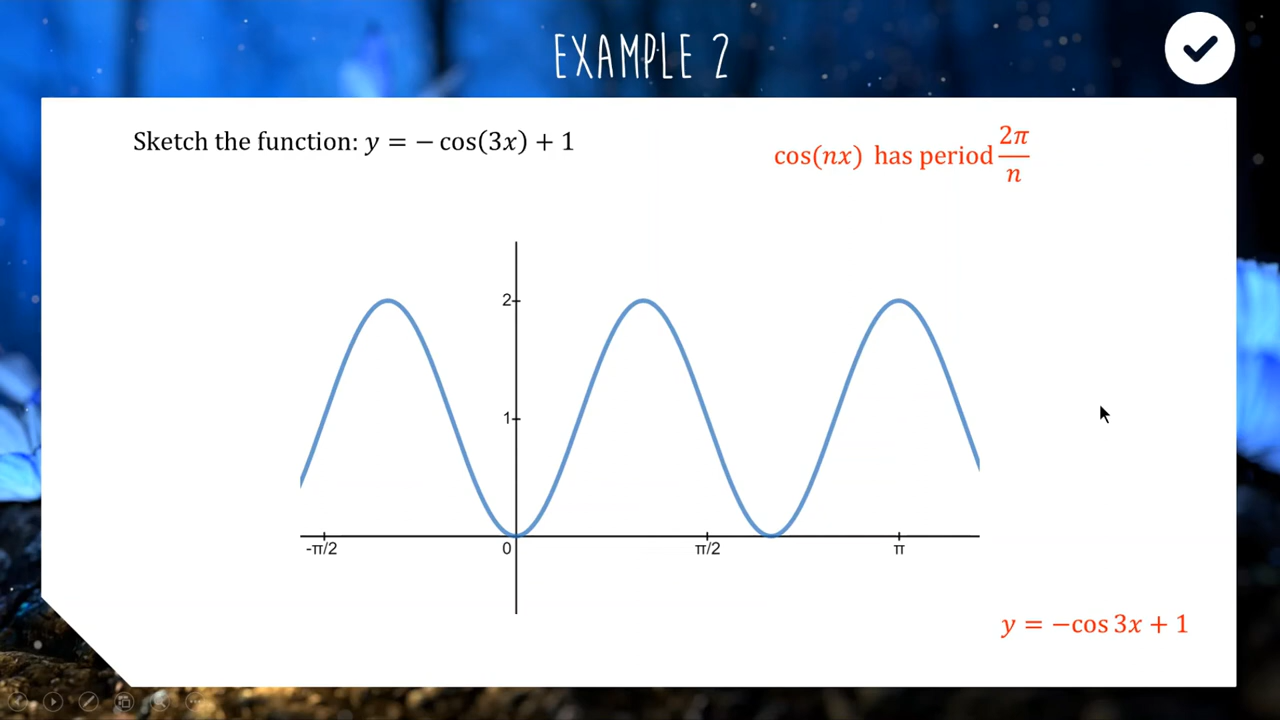 EXAMPLE 2
Sketch the function: y = − cos(3x) + 1
cos(nx) has period 2π/n
2
1
-π/2
0
π/2
π
y = −cos 3x + 1